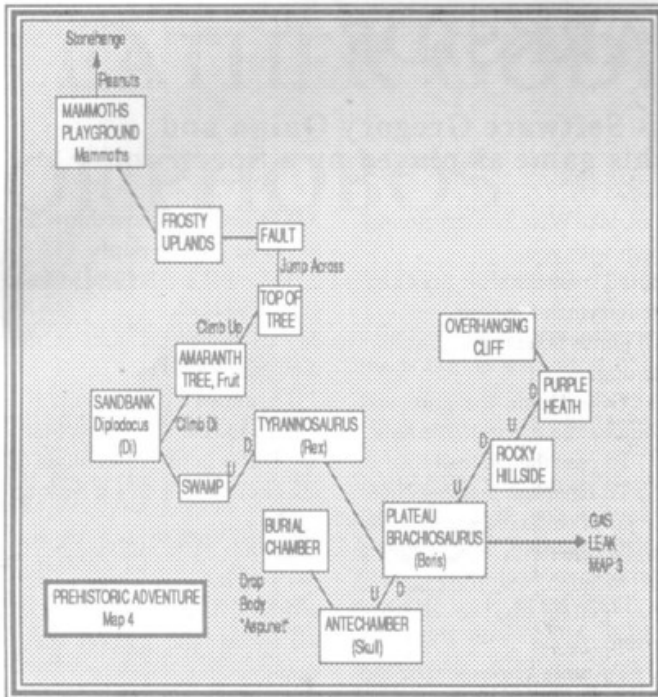 Stonehenge
Peanuts
MAMMOTHS
PLAYGROUND
Mammoths
FROSTY
UPLANDS
FAULT
Jump Across
TOP OF
TREE
Climb Up
AMARANTH
TREE, Fruit
OVERHANGING
CLIFF
PURPLE
HEATH
D
U
ROCKY
HILLSIDE
D
U
SANDBANK
Diplodocus
(Di)
Climb Di
TYRANNOSAURUS
(Rex)
D
U
SWAMP
BURIAL
CHAMBER
PLATEAU
BRACHIOSAURUS
(Boris)
GAS
LEAK
MAP 3
Drop
Body
U D
ANTECHAMBER
(Skull)
PREHISTORIC ADVENTURE
Map 4